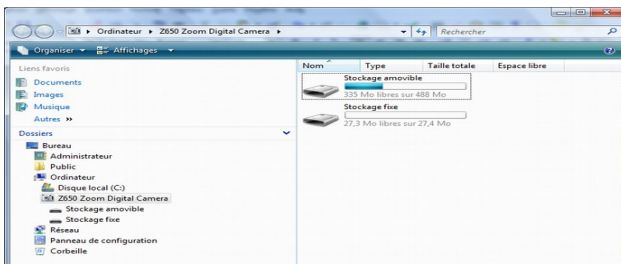 Ordinateur ▸ Z650 Zoom Digital Camera ▸
Rechercher
Organiser Affichages
Liens favoris
Documents
Images
Musique
Autres »
Dossiers
Bureau
Administrateur
Public
Ordinateur
Disque local (C:)
Z650 Zoom Digital Camera
Stockage amovible
Stockage fixe
Réseau
Panneau de configuration
Corbeille
Nom Type Taille totale Espace libre
Stockage amovible
335 Mo libres sur 488 Mo
Stockage fixe
27,3 Mo libres sur 27,4 Mo